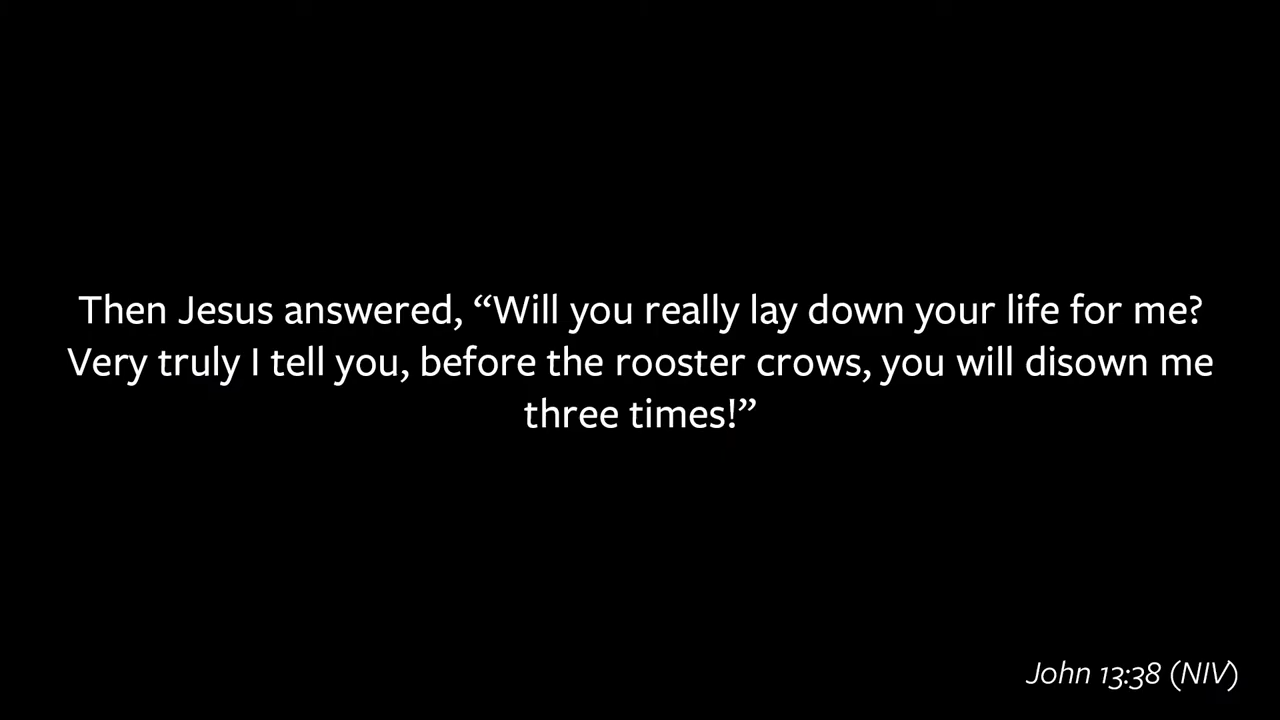 Then Jesus answered, “Will you really lay down your life for me?
Very truly I tell you, before the rooster crows, you will disown me
three times!”
John 13:38 (NIV)